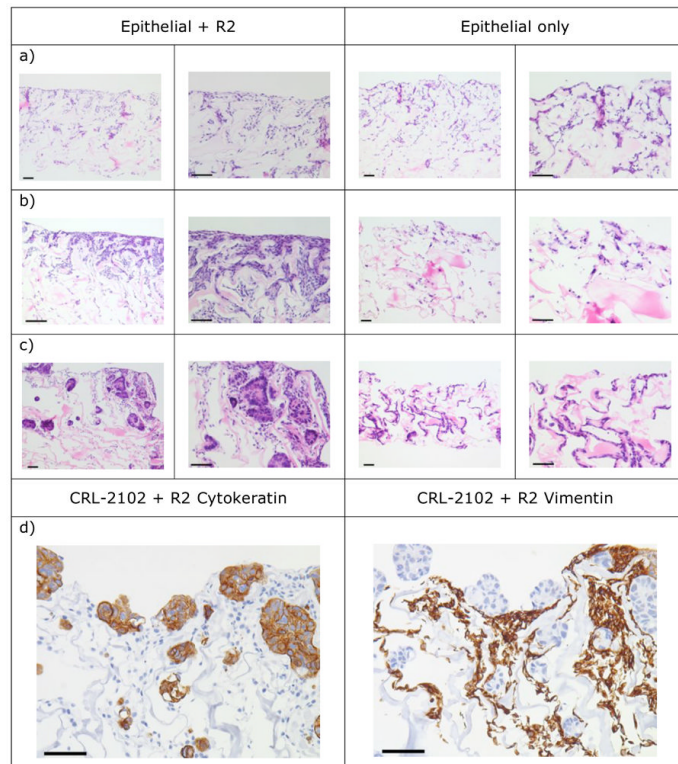 Epithelial + R2
Epithelial only
a)
b)
c)
CRL-2102 + R2 Cytokeratin
CRL-2102 + R2 Vimentin
d)